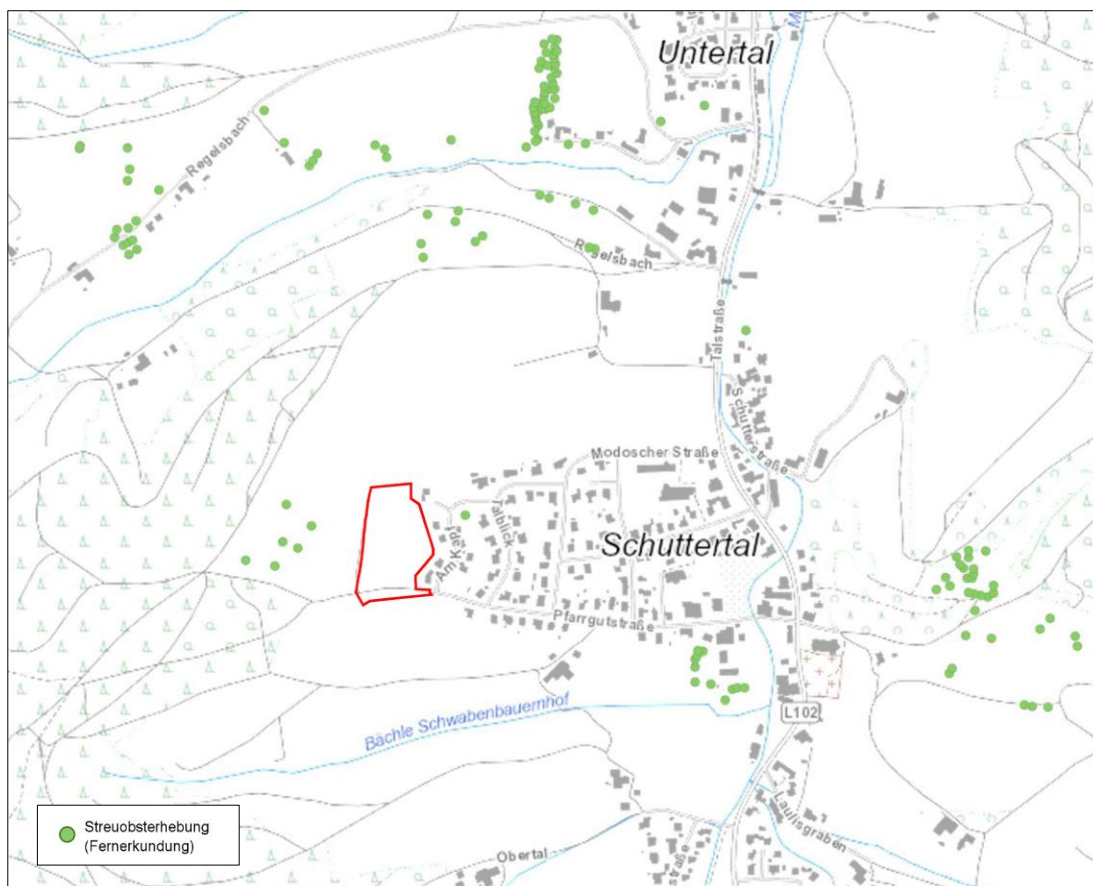 Untertal
Regelsbach
Regelsbach
Talstraße
Schutterstraße
Modoscher Straße
Talblick
Am Kapf
Schuttertal
Pfarrgutstraße
Bächle Schwabenbauernhof
L102
Laulisgraben
Obertal
straße
Streuobsterhebung
(Fernerkundung)